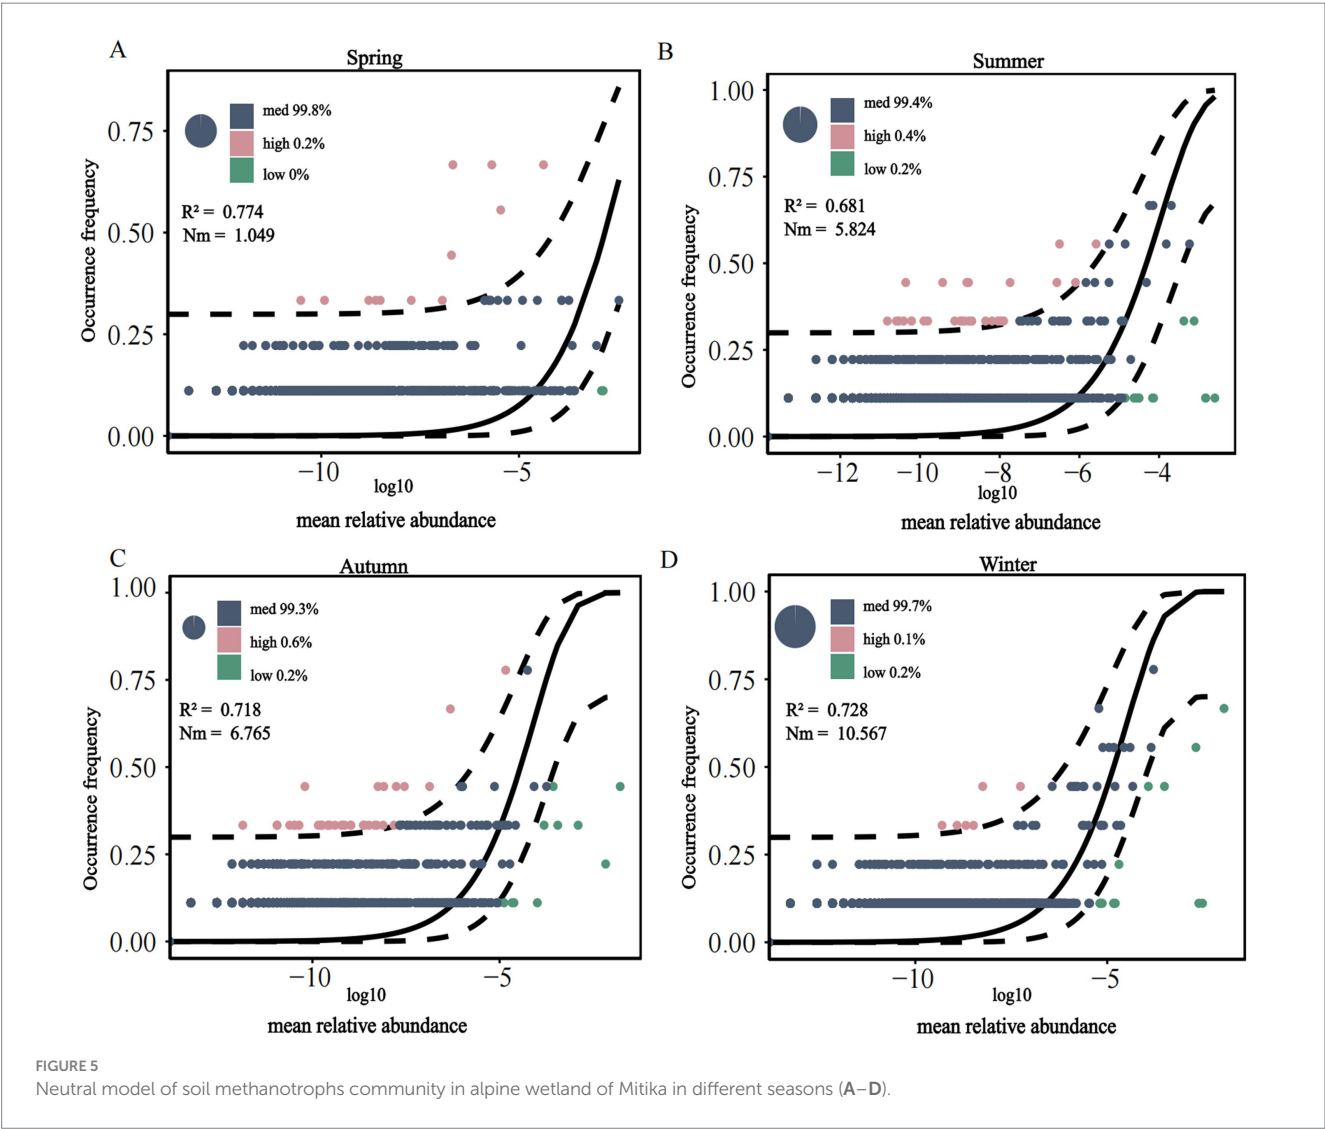 A
Spring
med 99.8%
high 0.2%
low 0%
R² = 0.774
Nm = 1.049
Occurrence frequency
0.75
0.50
0.25
0.00
−10
−5
log10
mean relative abundance
B
Summer
med 99.4%
high 0.4%
low 0.2%
R² = 0.681
Nm = 5.824
Occurrence frequency
1.00
0.75
0.50
0.25
0.00
−12
−10
−8
−6
−4
log10
mean relative abundance
C
Autumn
med 99.3%
high 0.6%
low 0.2%
R² = 0.718
Nm = 6.765
Occurrence frequency
1.00
0.75
0.50
0.25
0.00
−10
−5
log10
mean relative abundance
D
Winter
med 99.7%
high 0.1%
low 0.2%
R² = 0.728
Nm = 10.567
Occurrence frequency
1.00
0.75
0.50
0.25
0.00
−10
−5
log10
mean relative abundance
FIGURE 5
Neutral model of soil methanotrophs community in alpine wetland of Mitika in different seasons (A–D).